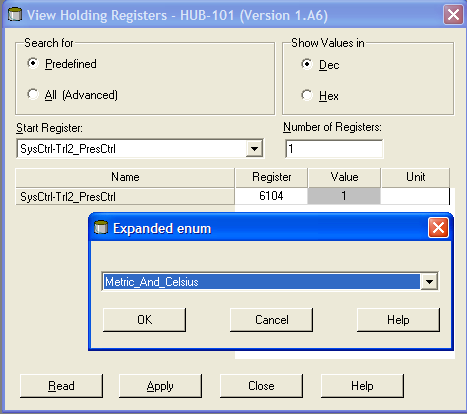 View Holding Registers - HUB-101 (Version 1.A6)
Search for
Predefined
All (Advanced)
Show Values in
Dec
Hex
Start Register:
SysCtrl-Trl2_PresCtrl
Number of Registers:
1
Name Register Value Unit
SysCtrl-Trl2_PresCtrl 6104 1
Expanded enum
Metric_And_Celsius
OK Cancel Help
Read Apply Close Help